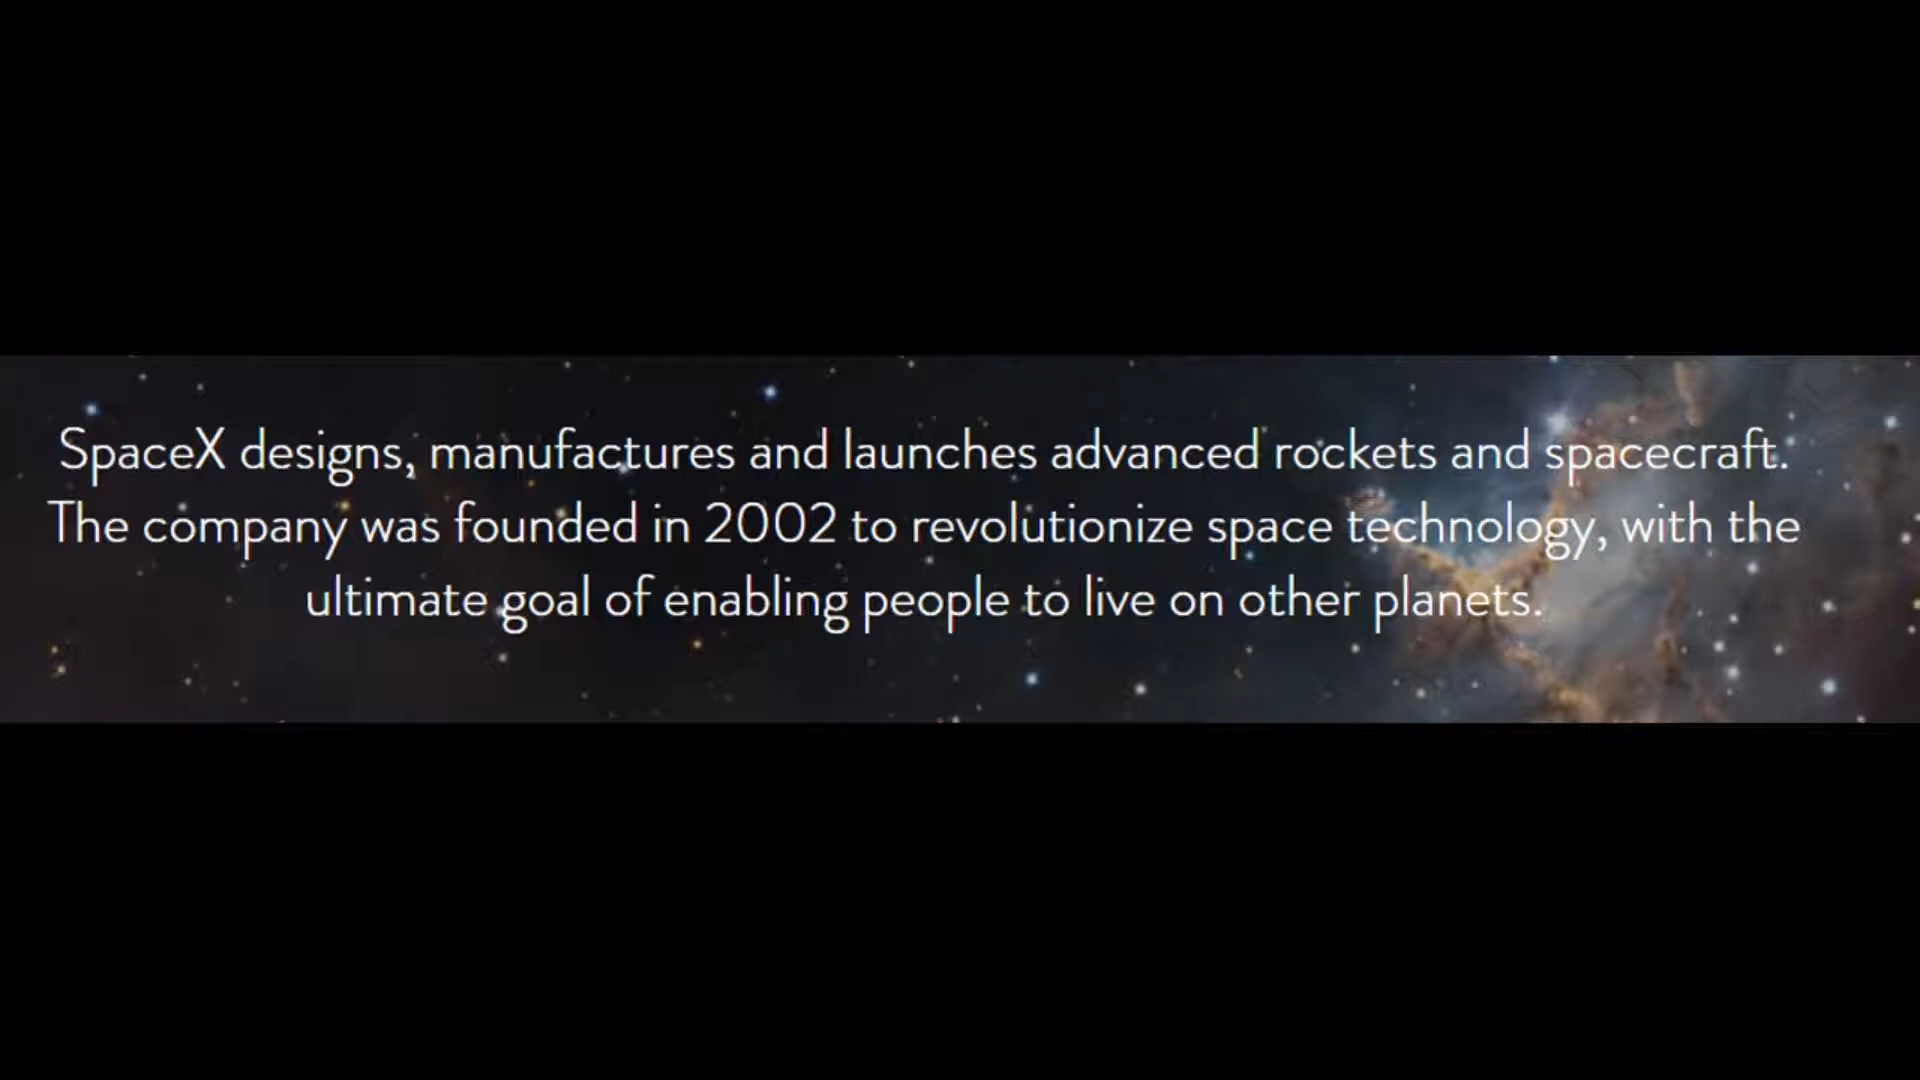 SpaceX designs, manufactures and launches advanced rockets and spacecraft.
The company was founded in 2002 to revolutionize space technology, with the
ultimate goal of enabling people to live on other planets.